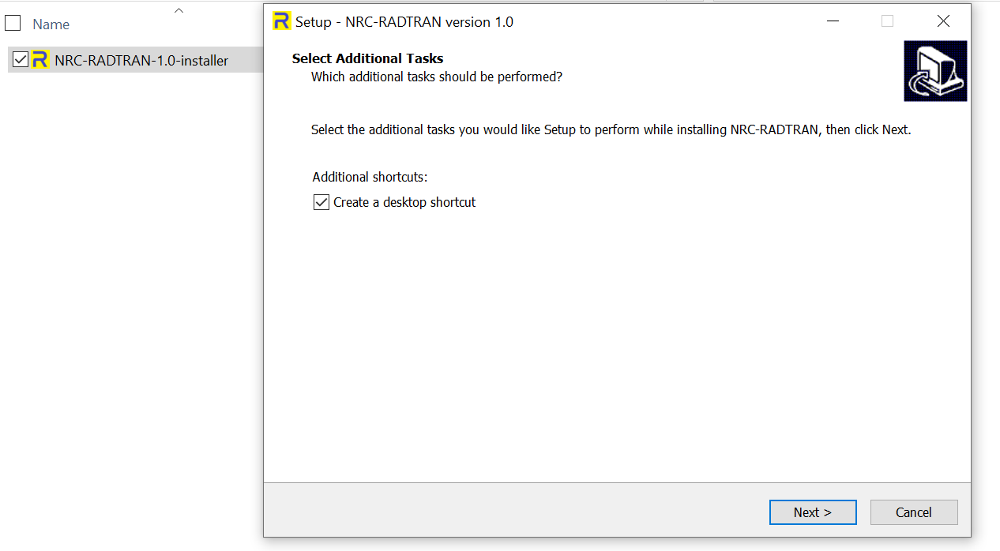 Name
NRC-RADTRAN-1.0-installer
R Setup - NRC-RADTRAN version 1.0
Select Additional Tasks
Which additional tasks should be performed?
Select the additional tasks you would like Setup to perform while installing NRC-RADTRAN, then click Next.
Additional shortcuts:
Create a desktop shortcut
Next >
Cancel